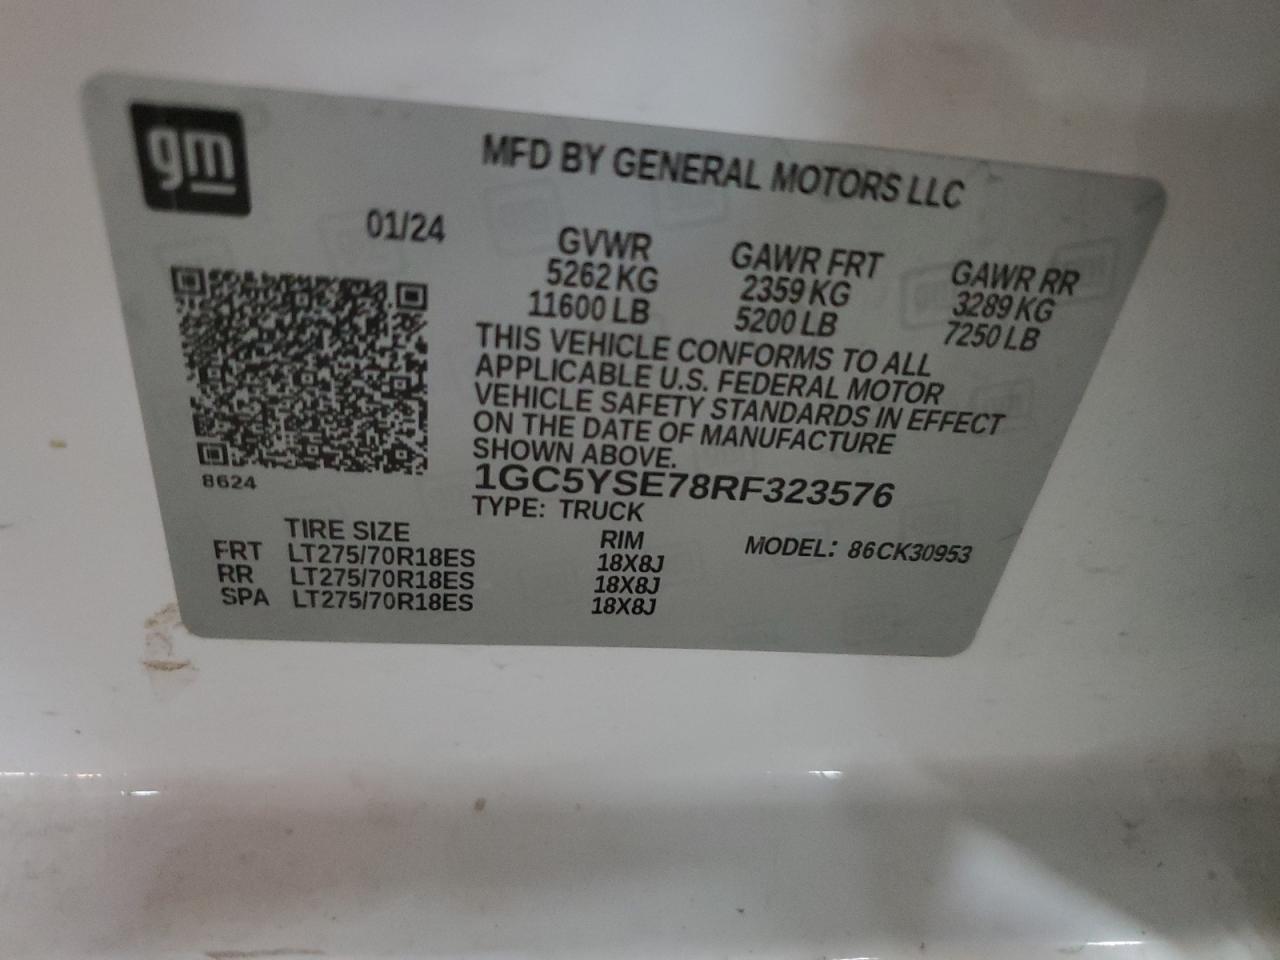 gm
MFD BY GENERAL MOTORS LLC
01/24
GVWR GAWR FRT GAWR RR
5262 KG 2359 KG 3289 KG
11600 LB 5200 LB 7250 LB
THIS VEHICLE CONFORMS TO ALL
APPLICABLE U.S. FEDERAL MOTOR
VEHICLE SAFETY STANDARDS IN EFFECT
ON THE DATE OF MANUFACTURE
SHOWN ABOVE.
8624
1GC5YSE78RF323576
TYPE: TRUCK
TIRE SIZE RIM MODEL: 86CK30953
FRT LT275/70R18ES 18X8J
RR LT275/70R18ES 18X8J
SPA LT275/70R18ES 18X8J